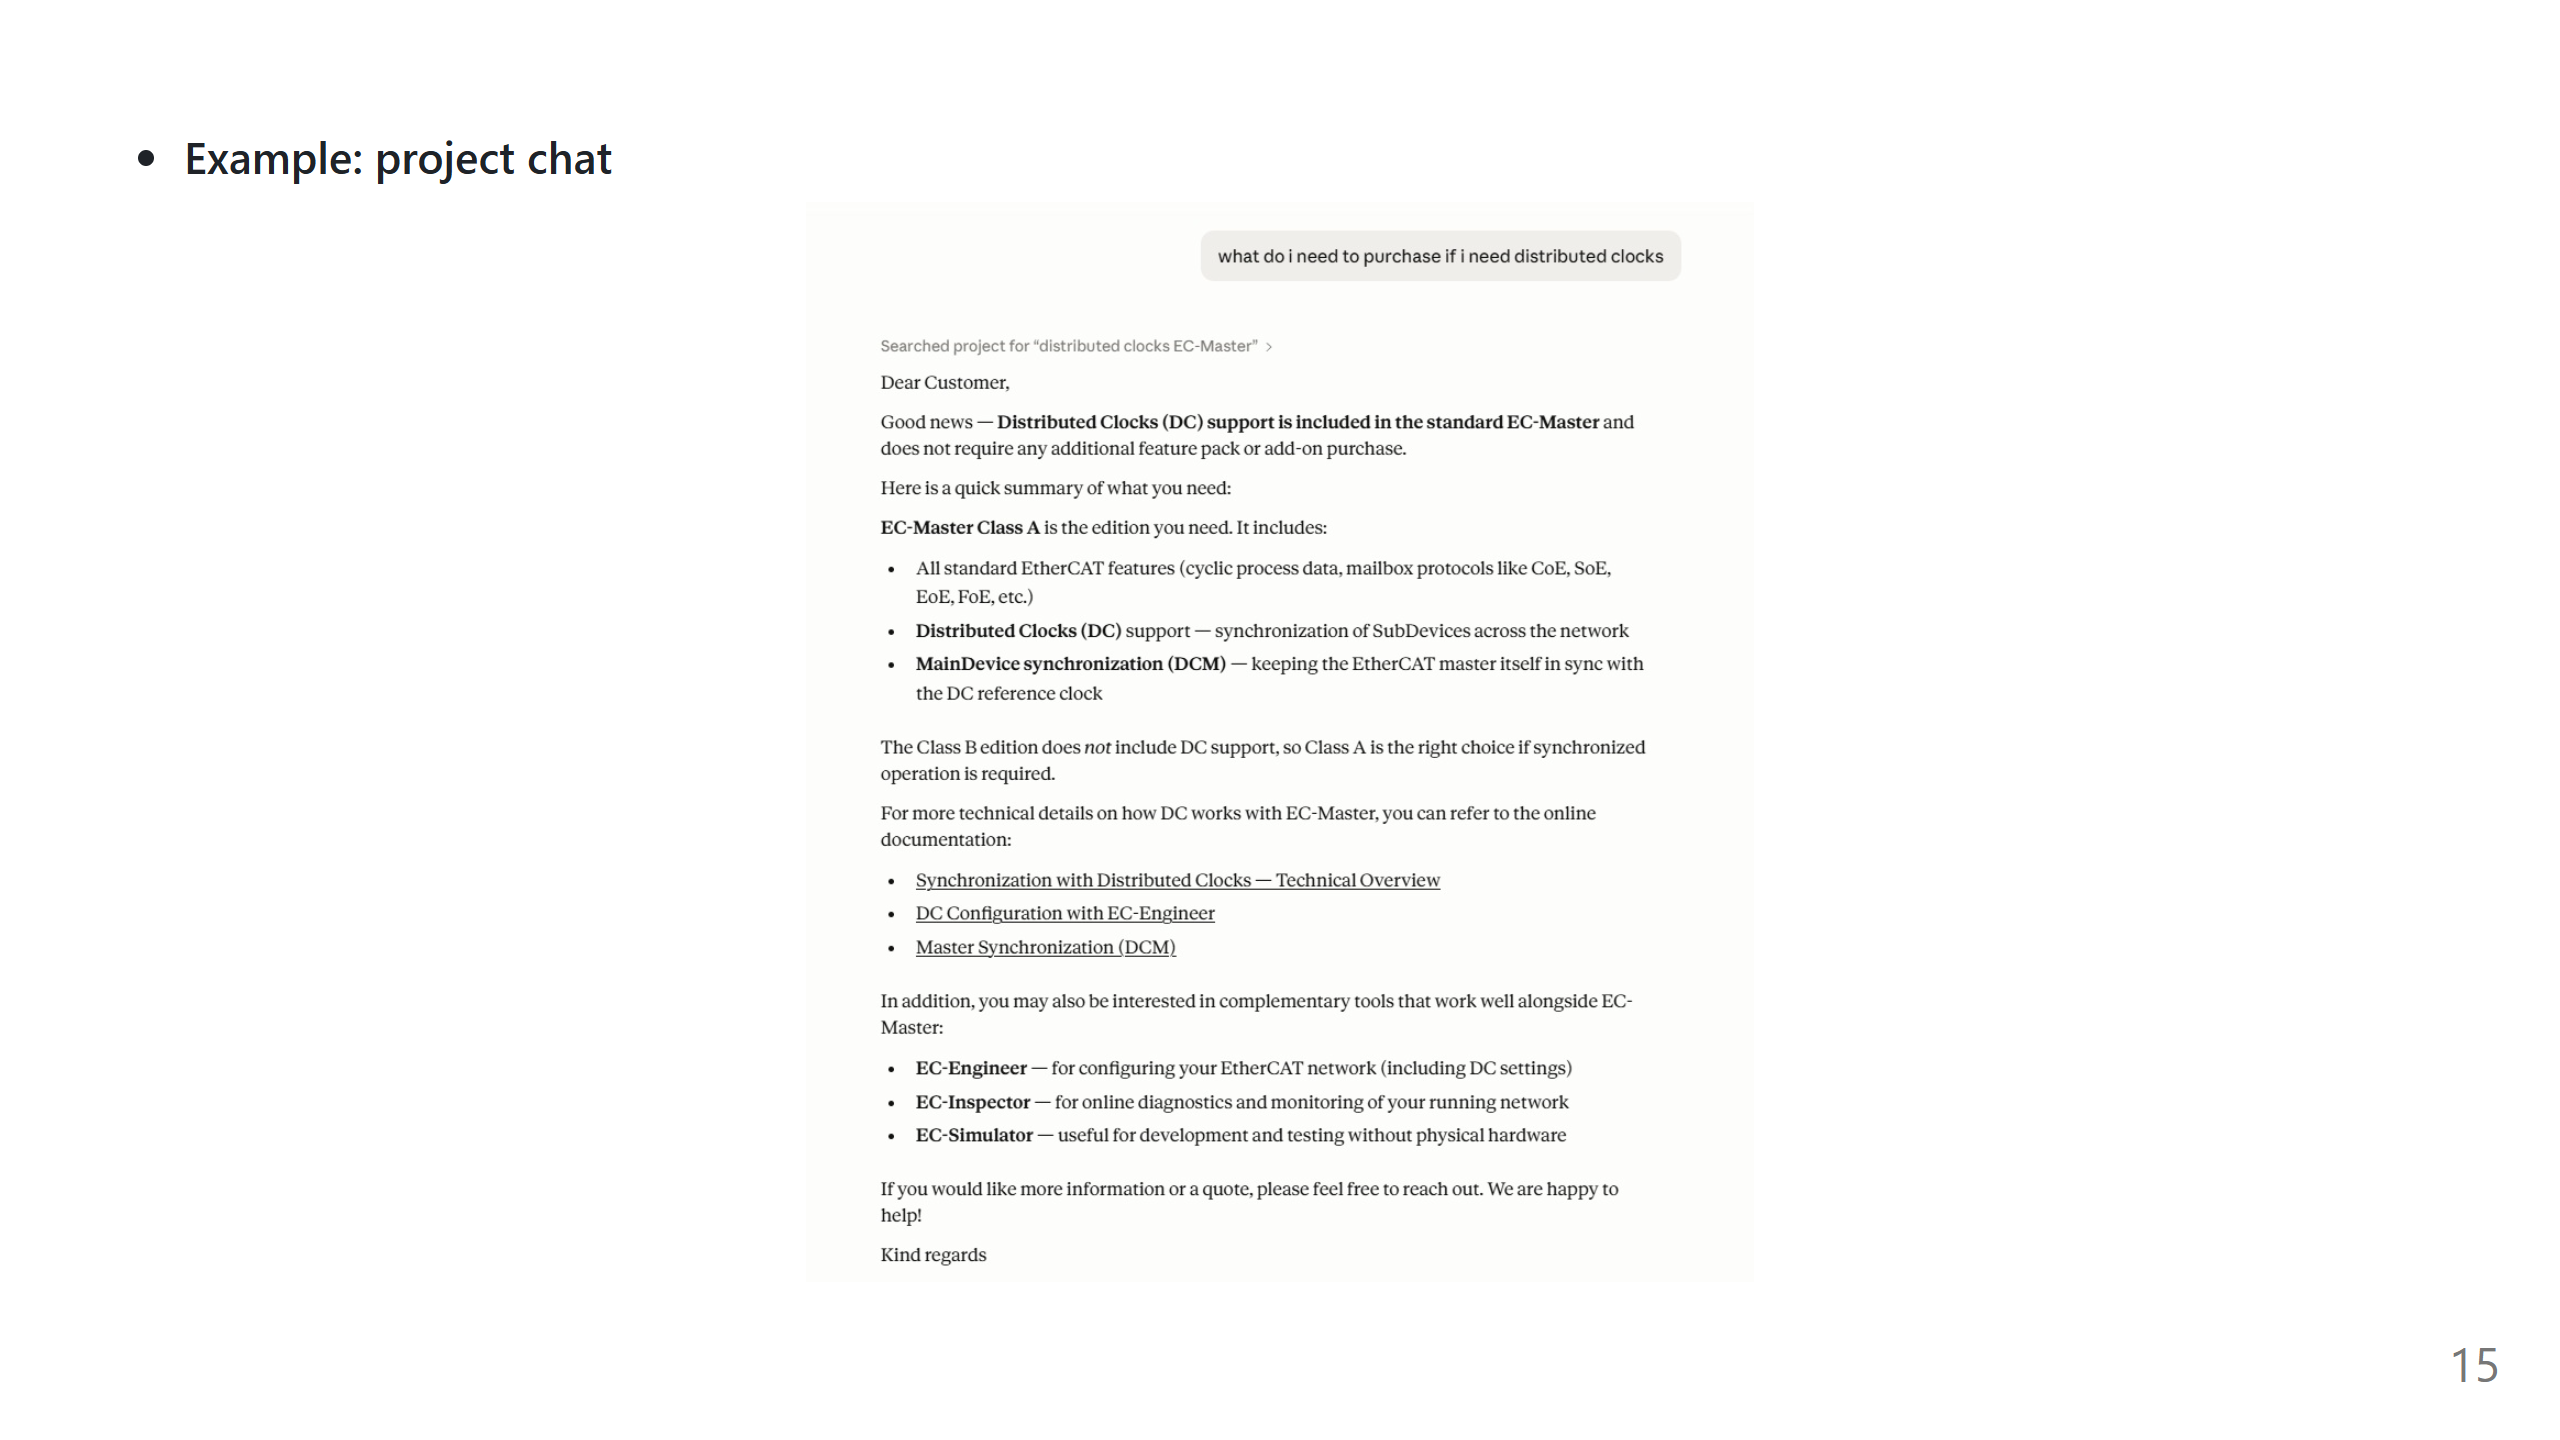 • Example: project chat
what do i need to purchase if i need distributed clocks
Searched project for “distributed clocks EC-Master” >
Dear Customer,
Good news — Distributed Clocks (DC) support is included in the standard EC-Master and
does not require any additional feature pack or add-on purchase.
Here is a quick summary of what you need:
EC-Master Class A is the edition you need. It includes:
• All standard EtherCAT features (cyclic process data, mailbox protocols like CoE, SoE,
EoE, FoE, etc.)
• Distributed Clocks (DC) support — synchronization of SubDevices across the network
• MainDevice synchronization (DCM) — keeping the EtherCAT master itself in sync with
the DC reference clock
The Class B edition does not include DC support, so Class A is the right choice if synchronized
operation is required.
For more technical details on how DC works with EC-Master, you can refer to the online
documentation:
• Synchronization with Distributed Clocks — Technical Overview
• DC Configuration with EC-Engineer
• Master Synchronization (DCM)
In addition, you may also be interested in complementary tools that work well alongside EC-
Master:
• EC-Engineer — for configuring your EtherCAT network (including DC settings)
• EC-Inspector — for online diagnostics and monitoring of your running network
• EC-Simulator — useful for development and testing without physical hardware
If you would like more information or a quote, please feel free to reach out. We are happy to
help!
Kind regards
15